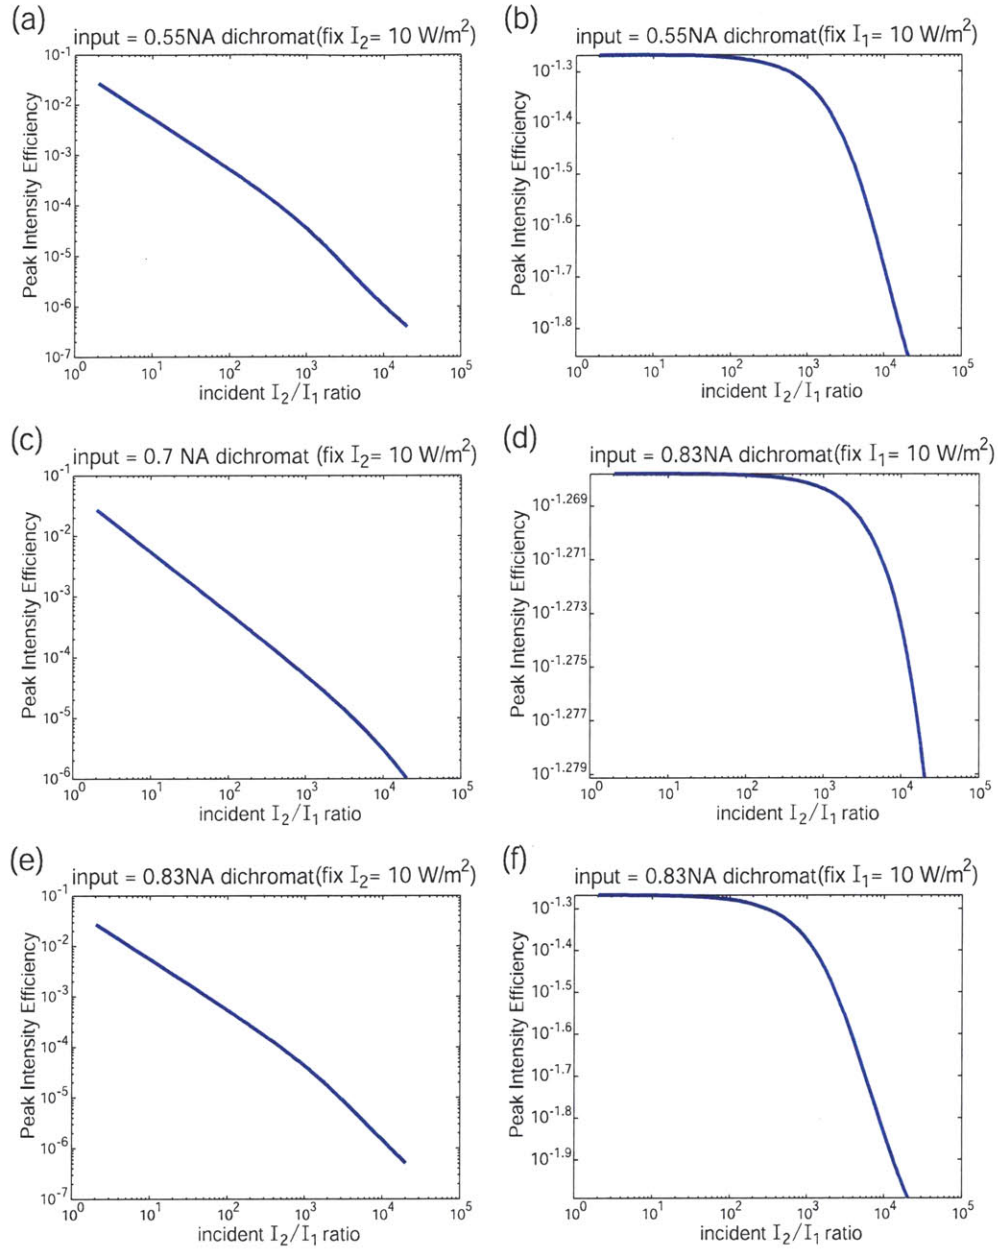 (a)
input = 0.55NA dichromat(fix I₂= 10 W/m²)
Peak Intensity Efficiency
10⁻¹
10⁻²
10⁻³
10⁻⁴
10⁻⁵
10⁻⁶
10⁻⁷
10⁰ 10¹ 10² 10³ 10⁴ 10⁵
incident I₂/I₁ ratio
(b)
input = 0.55NA dichromat(fix I₁= 10 W/m²)
Peak Intensity Efficiency
10⁻¹·³
10⁻¹·⁴
10⁻¹·⁵
10⁻¹·⁶
10⁻¹·⁷
10⁻¹·⁸
10⁰ 10¹ 10² 10³ 10⁴ 10⁵
incident I₂/I₁ ratio
(c)
input = 0.7 NA dichromat (fix I₂= 10 W/m²)
Peak Intensity Efficiency
10⁻¹
10⁻²
10⁻³
10⁻⁴
10⁻⁵
10⁻⁶
10⁰ 10¹ 10² 10³ 10⁴ 10⁵
incident I₂/I₁ ratio
(d)
input = 0.83NA dichromat(fix I₁= 10 W/m²)
Peak Intensity Efficiency
10⁻¹·²⁶⁹
10⁻¹·²⁷¹
10⁻¹·²⁷³
10⁻¹·²⁷⁵
10⁻¹·²⁷⁷
10⁻¹·²⁷⁹
10⁰ 10¹ 10² 10³ 10⁴ 10⁵
incident I₂/I₁ ratio
(e)
input = 0.83NA dichromat(fix I₂= 10 W/m²)
Peak Intensity Efficiency
10⁻¹
10⁻²
10⁻³
10⁻⁴
10⁻⁵
10⁻⁶
10⁻⁷
10⁰ 10¹ 10² 10³ 10⁴ 10⁵
incident I₂/I₁ ratio
(f)
input = 0.83NA dichromat(fix I₁= 10 W/m²)
Peak Intensity Efficiency
10⁻¹·³
10⁻¹·⁴
10⁻¹·⁵
10⁻¹·⁶
10⁻¹·⁷
10⁻¹·⁸
10⁻¹·⁹
10⁰ 10¹ 10² 10³ 10⁴ 10⁵
incident I₂/I₁ ratio